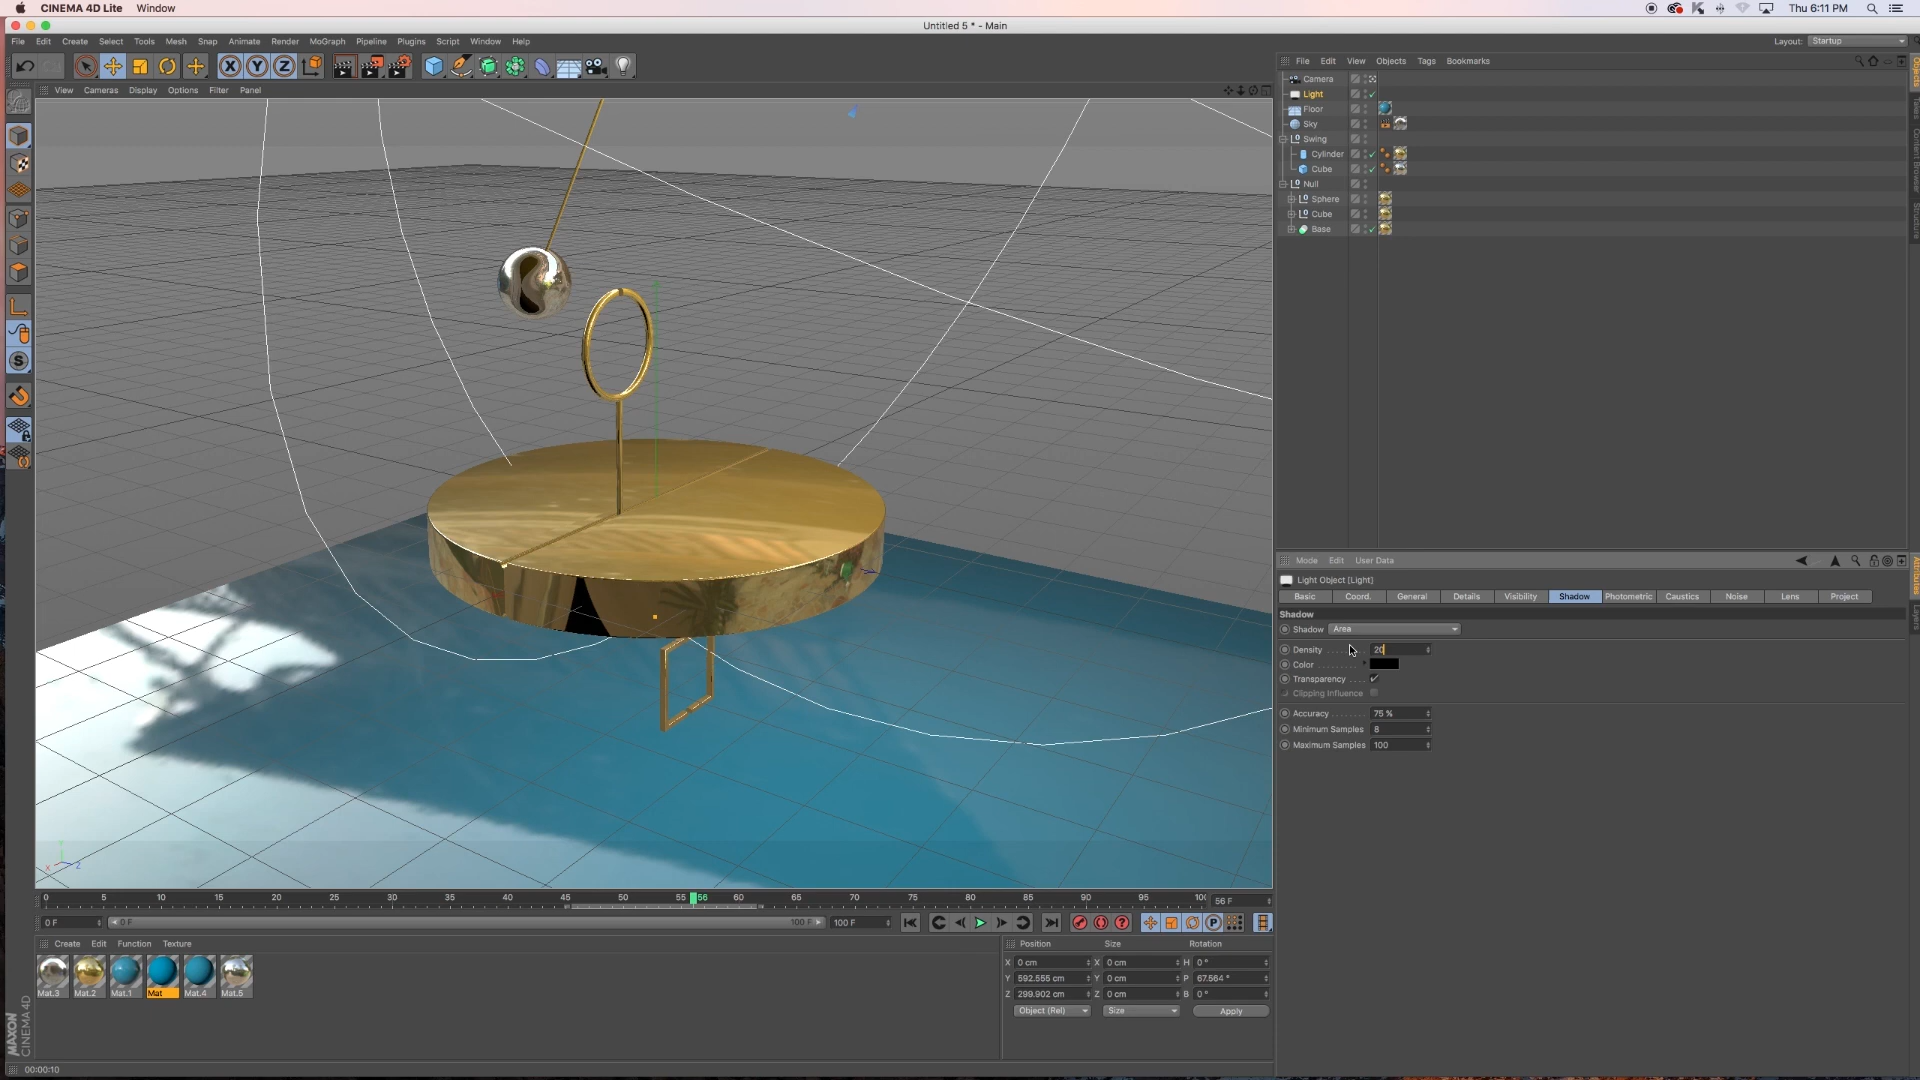 CINEMA 4D Lite Window Thu 6:11 PM
Untitled 5 * - Main
File Edit Create Select Tools Mesh Snap Animate Render MoGraph Pipeline Plugins Script Window Help Layout: Startup
File Edit View Objects Tags Bookmarks
View Cameras Display Options Filter Panel
Camera
Light
Floor
Sky
Swing
Cylinder
Cube
Null
Sphere
Cube
Base
Objects
Takes
Content Browser
Structure
Mode Edit User Data
Attributes
Layers
Light Object [Light]
Basic Coord. General Details Visibility Shadow Photometric Caustics Noise Lens Project
Shadow
Shadow Area
Density . . . . . . . 20
Color . . . . . . . .
Transparency . . . .
Clipping Influence
Accuracy . . . . . . . 75 %
Minimum Samples 8
Maximum Samples 100
Y
X Z
0 5 10 15 20 25 30 35 40 45 50 55 56 60 65 70 75 80 85 90 95 100 56 F
0 F 0 F 100 F 100 F
Create Edit Function Texture
Mat.3 Mat.2 Mat.1 Mat Mat.4 Mat.5
Position Size Rotation
X 0 cm X 0 cm H 0 °
Y 592.555 cm Y 0 cm P 67.564 °
Z 299.902 cm Z 0 cm B 0 °
Object (Rel) Size Apply
MAXON
CINEMA 4D
00:00:10